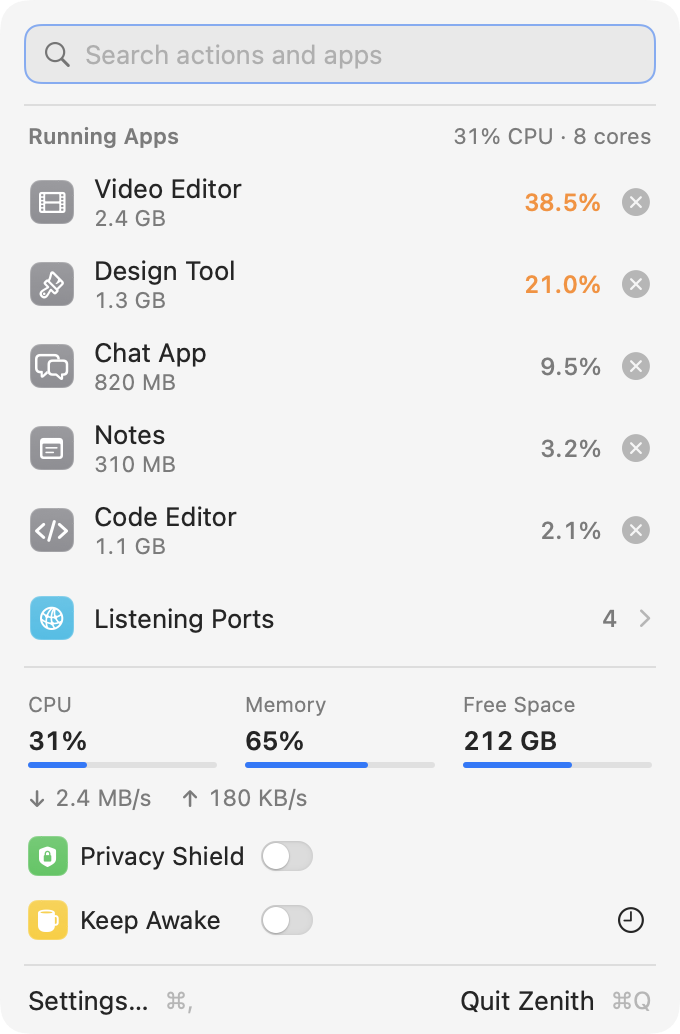 Search actions and apps
Running Apps 31% CPU · 8 cores
Video Editor
2.4 GB
38.5%
Design Tool
1.3 GB
21.0%
Chat App
820 MB
9.5%
Notes
310 MB
3.2%
Code Editor
1.1 GB
2.1%
Listening Ports 4
CPU Memory Free Space
31% 65% 212 GB
↓ 2.4 MB/s ↑ 180 KB/s
Privacy Shield
Keep Awake
Settings... ⌘, Quit Zenith ⌘Q